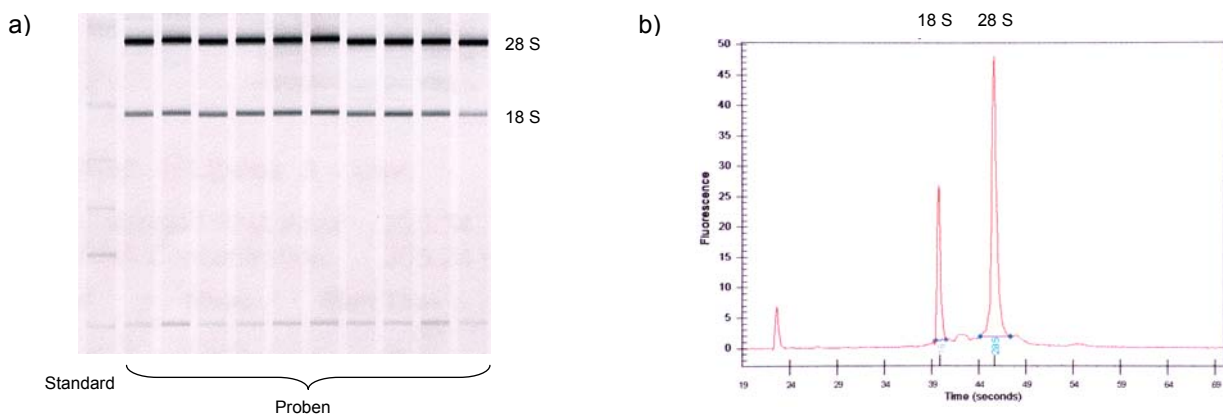 a)
28 S
18 S
Standard
Proben
b)
18 S 28 S
50
45
40
35
30
25
20
15
10
5
0
Fluorescence
28S
19 24 29 34 39 44 49 54 59 64 69
Time (seconds)